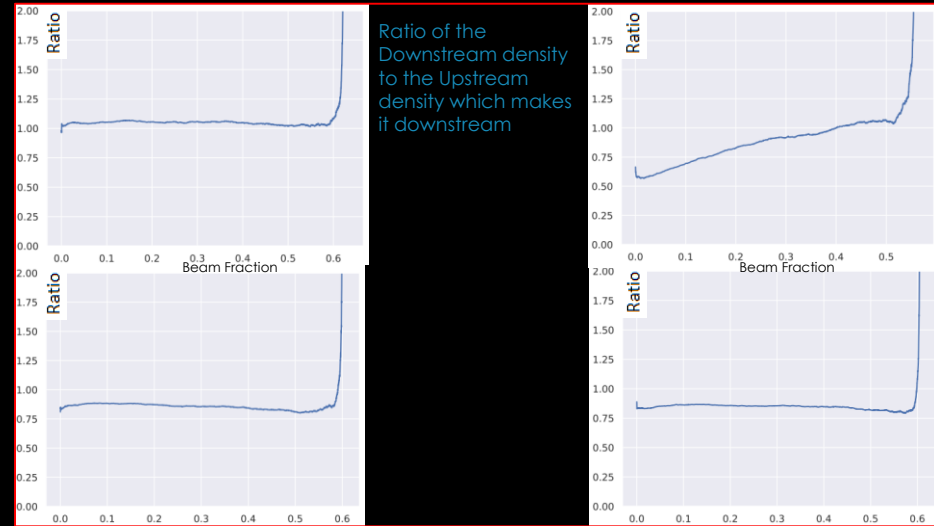 2.00
1.75
1.50
1.25
1.00
0.75
0.50
0.25
0.00
Ratio
0.0 0.1 0.2 0.3 0.4 0.5 0.6
Beam Fraction
Ratio of the
Downstream density
to the Upstream
density which makes
it downstream
2.00
1.75
1.50
1.25
1.00
0.75
0.50
0.25
0.00
Ratio
0.0 0.1 0.2 0.3 0.4 0.5
Beam Fraction
2.00
1.75
1.50
1.25
1.00
0.75
0.50
0.25
0.00
Ratio
0.0 0.1 0.2 0.3 0.4 0.5 0.6
2.00
1.75
1.50
1.25
1.00
0.75
0.50
0.25
0.00
Ratio
0.0 0.1 0.2 0.3 0.4 0.5 0.6